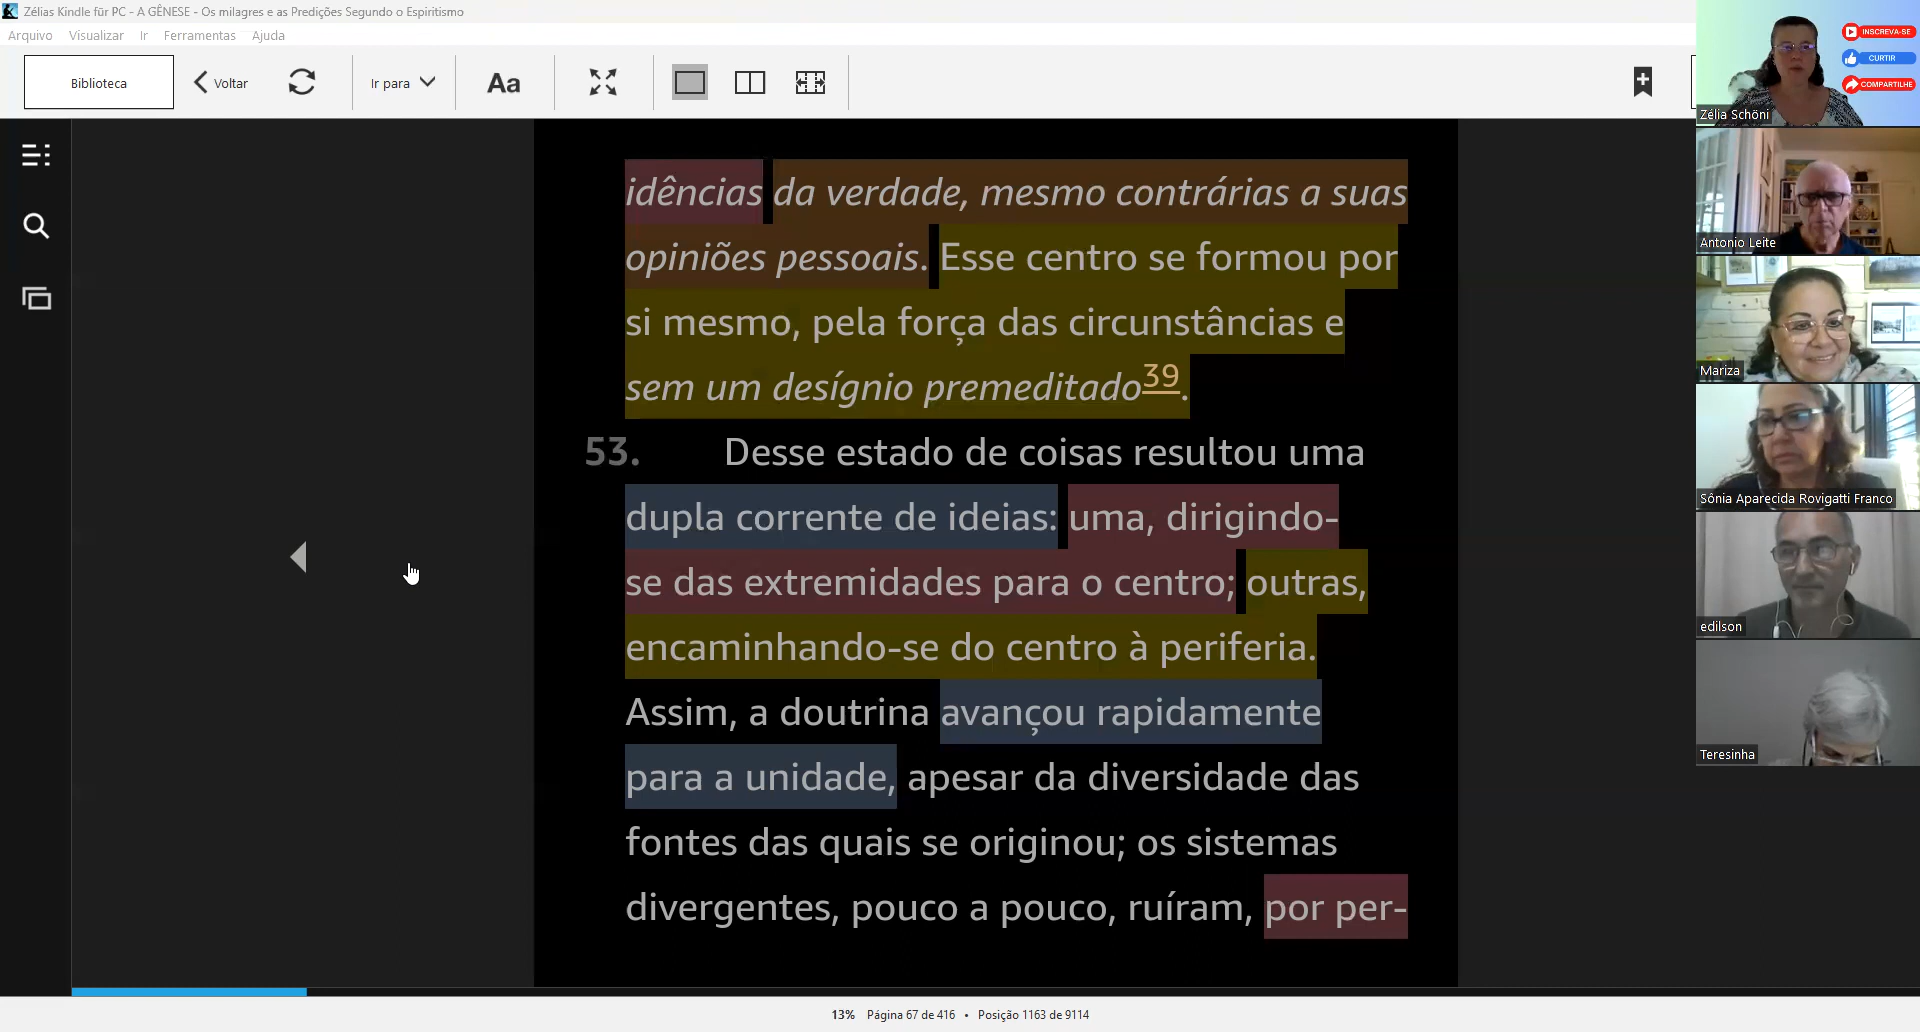 Zélias Kindle für PC - A GÊNESE - Os milagres e as Predições Segundo o Espiritismo
Arquivo Visualizar Ir Ferramentas Ajuda
Biblioteca Voltar Ir para Aa
INSCREVA-SE
CURTIR
COMPARTILHE
Zélia Schöni
Antonio Leite
Mariza
Sônia Aparecida Rovigatti Franco
edilson
Teresinha
idências da verdade, mesmo contrárias a suas
opiniões pessoais. Esse centro se formou por
si mesmo, pela força das circunstâncias e
sem um desígnio premeditado39.
53. Desse estado de coisas resultou uma
dupla corrente de ideias: uma, dirigindo-
se das extremidades para o centro; outras,
encaminhando-se do centro à periferia.
Assim, a doutrina avançou rapidamente
para a unidade, apesar da diversidade das
fontes das quais se originou; os sistemas
divergentes, pouco a pouco, ruíram, por per-
13% Página 67 de 416 • Posição 1163 de 9114